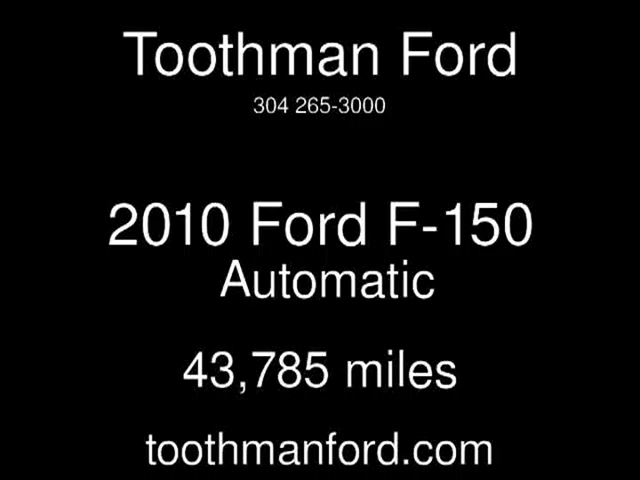 Toothman Ford
304 265-3000
2010 Ford F-150
Automatic
43,785 miles
toothmanford.com